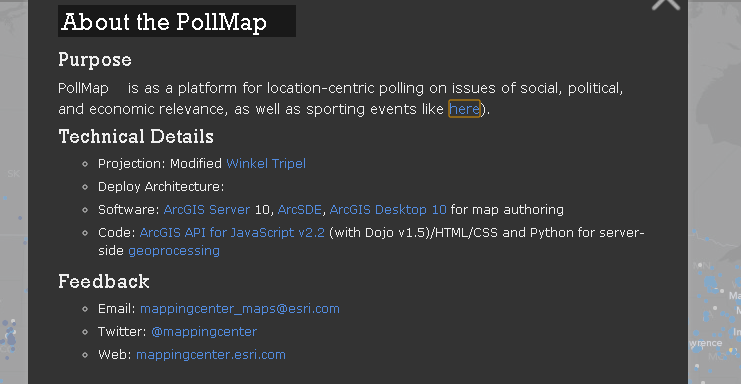 About the PollMap
Purpose
PollMap is as a platform for location-centric polling on issues of social, political,
and economic relevance, as well as sporting events like here).
Technical Details
Projection: Modified Winkel Tripel
Deploy Architecture:
Software: ArcGIS Server 10, ArcSDE, ArcGIS Desktop 10 for map authoring
Code: ArcGIS API for JavaScript v2.2 (with Dojo v1.5)/HTML/CSS and Python for server-
side geoprocessing
Feedback
Email: mappingcenter_maps@esri.com
Twitter: @mappingcenter
Web: mappingcenter.esri.com